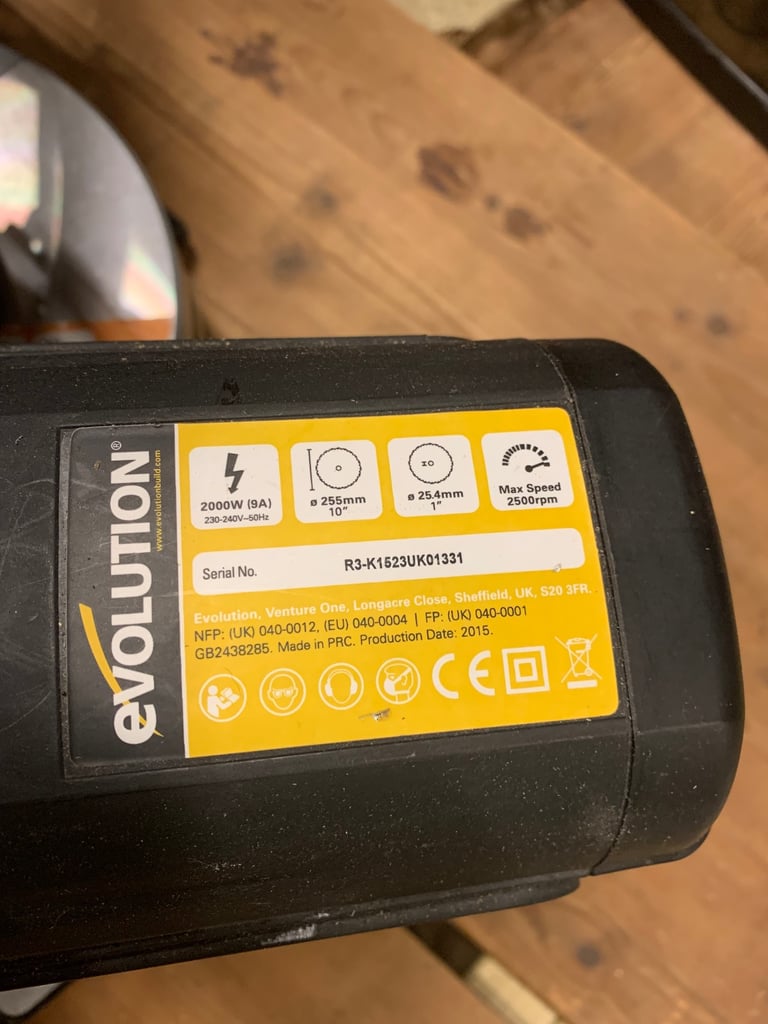 eVOLUTION®
www.evolutionbuild.com
2000W (9A)
230-240V~50Hz
ø 255mm
10"
ø 25.4mm
1"
Max Speed
2500rpm
Serial No. R3-K1523UK01331
Evolution, Venture One, Longacre Close, Sheffield, UK, S20 3FR.
NFP: (UK) 040-0012, (EU) 040-0004 | FP: (UK) 040-0001
GB2438285. Made in PRC. Production Date: 2015.
CE